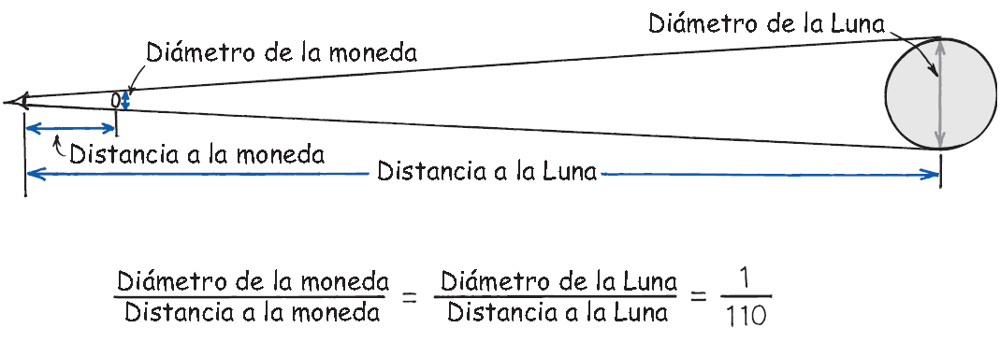 Diámetro de la Luna
Diámetro de la moneda
Distancia a la moneda
Distancia a la Luna
Diámetro de la moneda / Distancia a la moneda = Diámetro de la Luna / Distancia a la Luna = 1 / 110